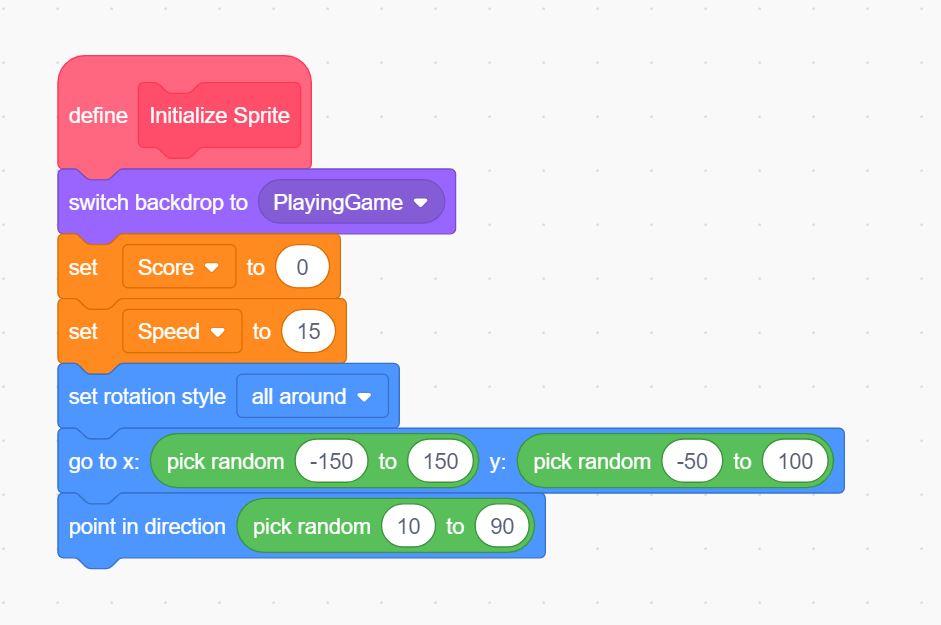 define Initialize Sprite
switch backdrop to PlayingGame
set Score to 0
set Speed to 15
set rotation style all around
go to x: pick random -150 to 150 y: pick random -50 to 100
point in direction pick random 10 to 90